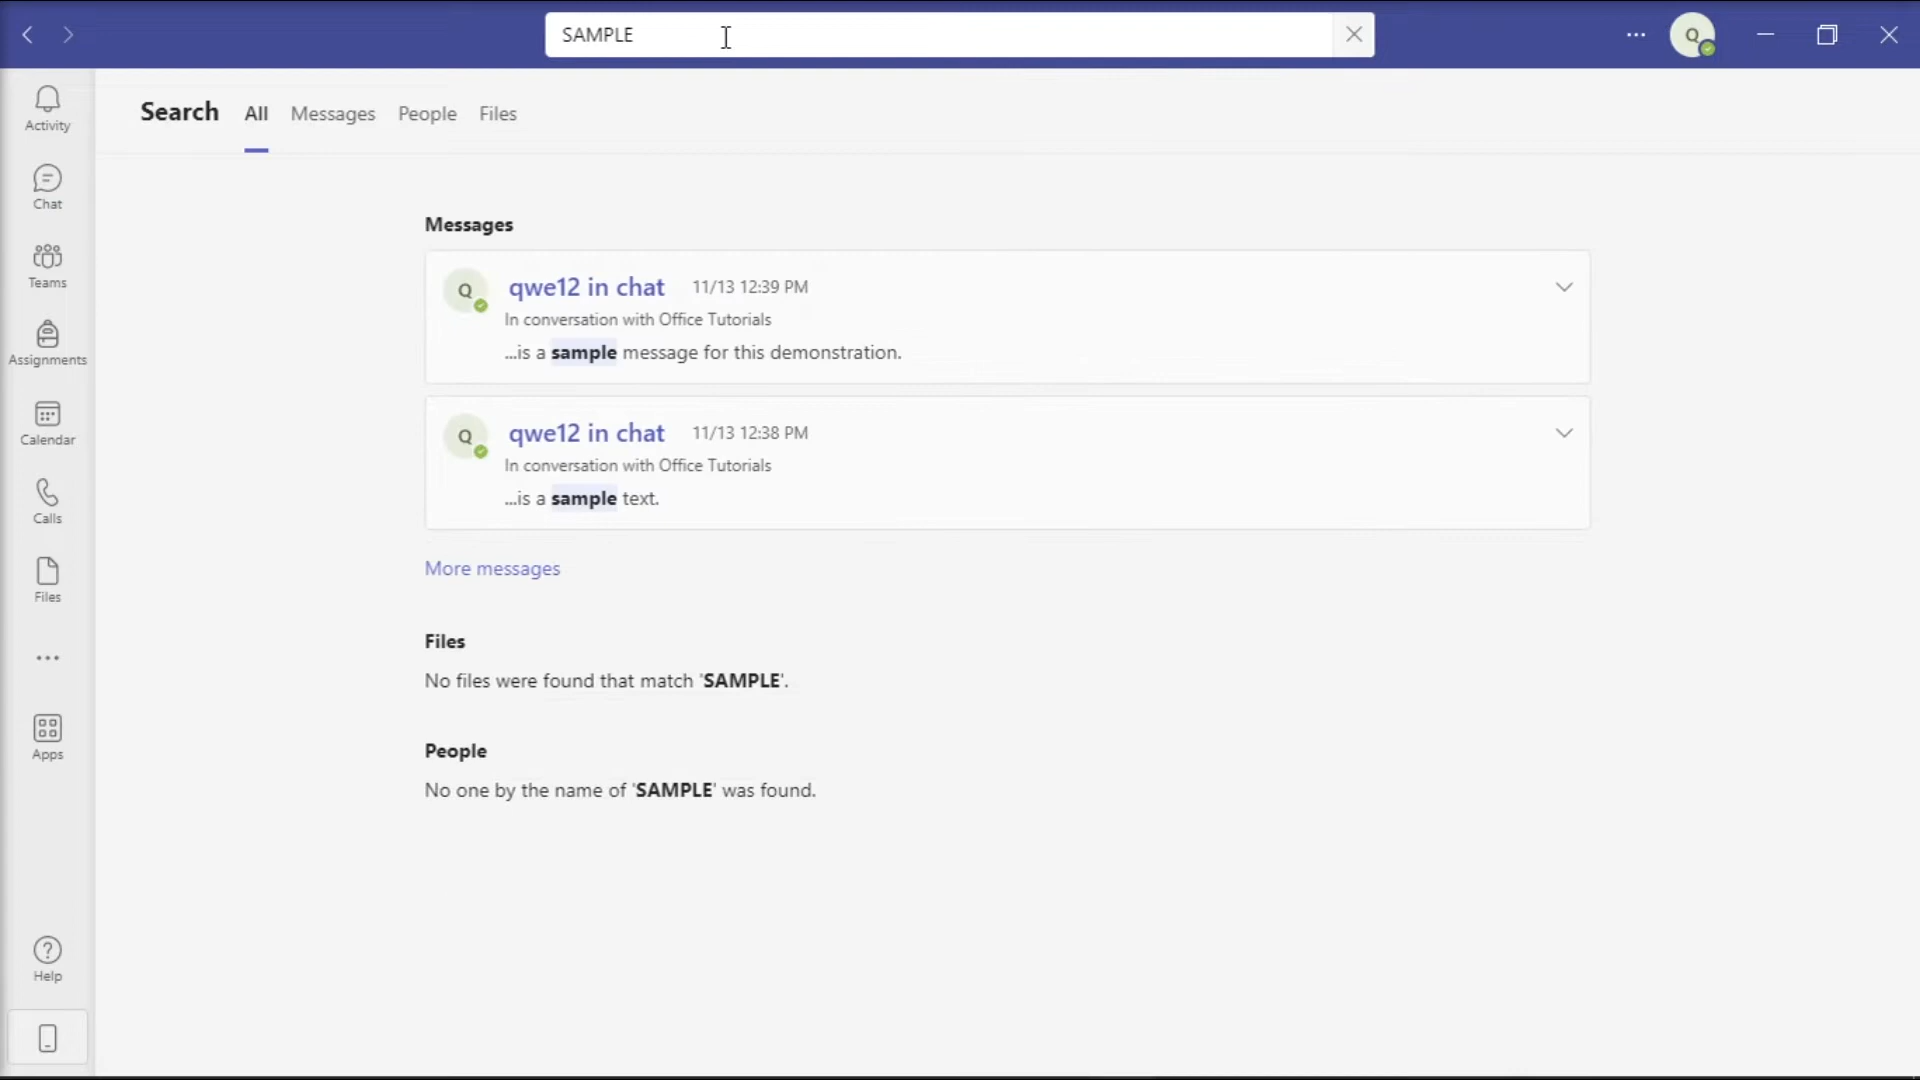 SAMPLE
Q
Activity
Chat
Teams
Assignments
Calendar
Calls
Files
Apps
Help
Search All Messages People Files
Messages
Q
qwe12 in chat 11/13 12:39 PM
In conversation with Office Tutorials
...is a sample message for this demonstration.
Q
qwe12 in chat 11/13 12:38 PM
In conversation with Office Tutorials
...is a sample text.
More messages
Files
No files were found that match 'SAMPLE'.
People
No one by the name of 'SAMPLE' was found.